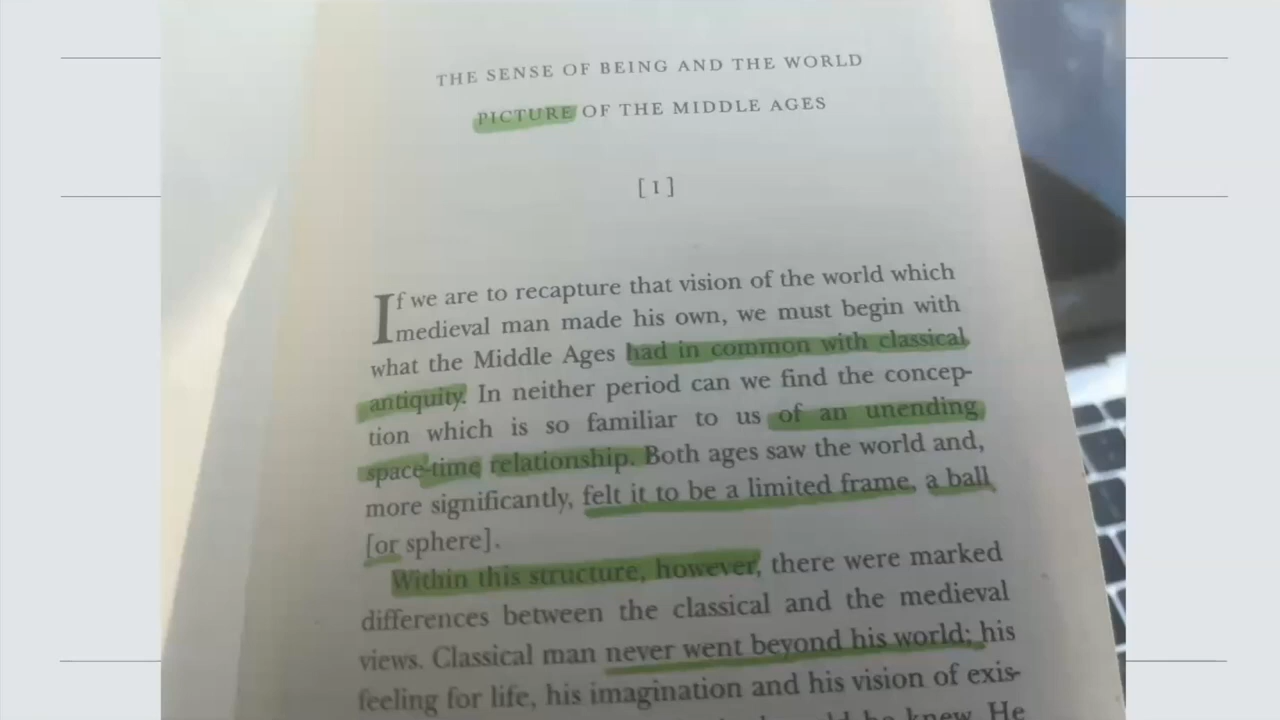 THE SENSE OF BEING AND THE WORLD
PICTURE OF THE MIDDLE AGES
[ I ]
If we are to recapture that vision of the world which
medieval man made his own, we must begin with
what the Middle Ages had in common with classical
antiquity. In neither period can we find the concep-
tion which is so familiar to us of an unending
space-time relationship. Both ages saw the world and,
more significantly, felt it to be a limited frame, a ball
[or sphere].
Within this structure, however, there were marked
differences between the classical and the medieval
views. Classical man never went beyond his world; his
feeling for life, his imagination and his vision of exis-
he knew. He